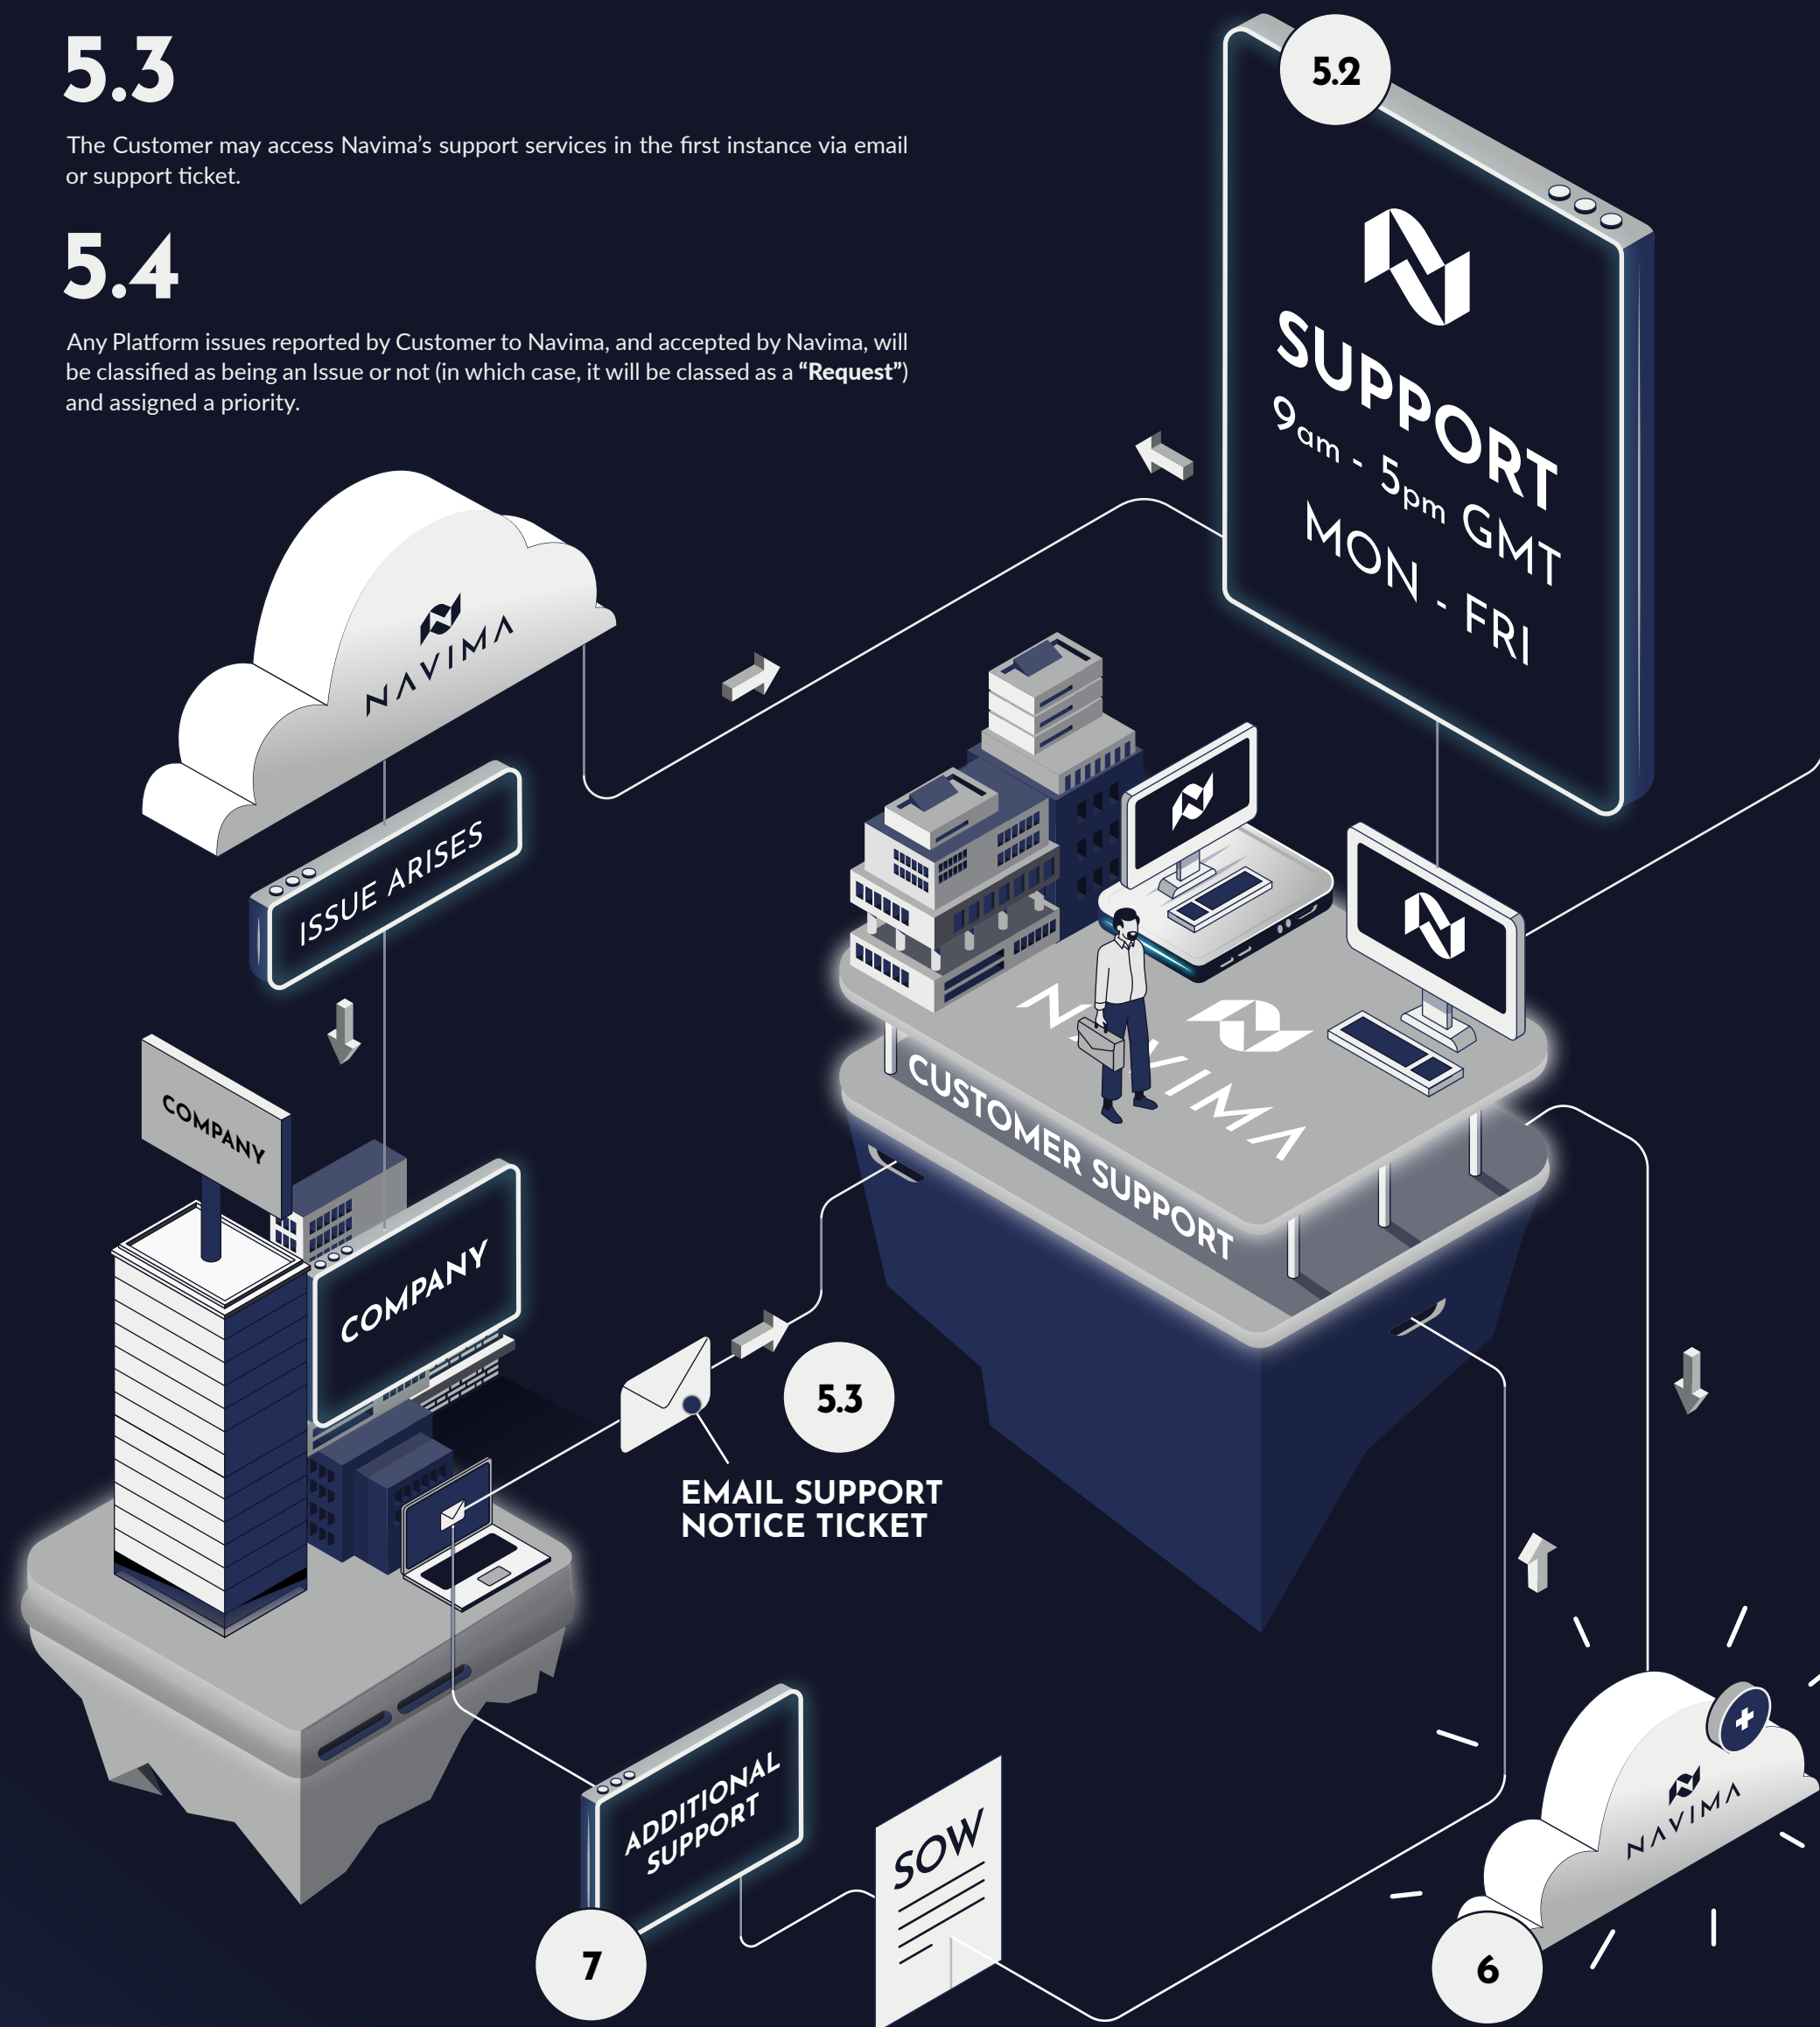 5.3
The Customer may access Navima’s support services in the first instance via email
or support ticket.
5.4
Any Platform issues reported by Customer to Navima, and accepted by Navima, will
be classified as being an Issue or not (in which case, it will be classed as a “Request”)
and assigned a priority.
5.2
SUPPORT
9am - 5pm GMT
MON - FRI
NAVIMA
ISSUE ARISES
COMPANY
COMPANY
NAVIMA
CUSTOMER SUPPORT
5.3
EMAIL SUPPORT
NOTICE TICKET
ADDITIONAL
SUPPORT
7
SOW
NAVIMA
6